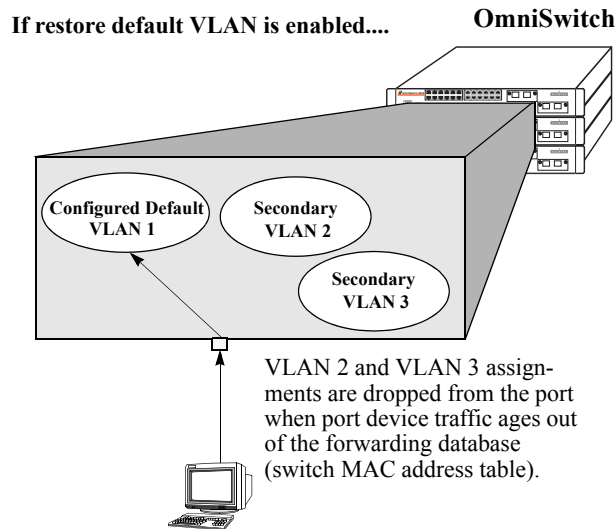 If restore default VLAN is enabled....
OmniSwitch
Configured Default
VLAN 1
Secondary
VLAN 2
Secondary
VLAN 3
VLAN 2 and VLAN 3 assign-
ments are dropped from the port
when port device traffic ages out
of the forwarding database
(switch MAC address table).